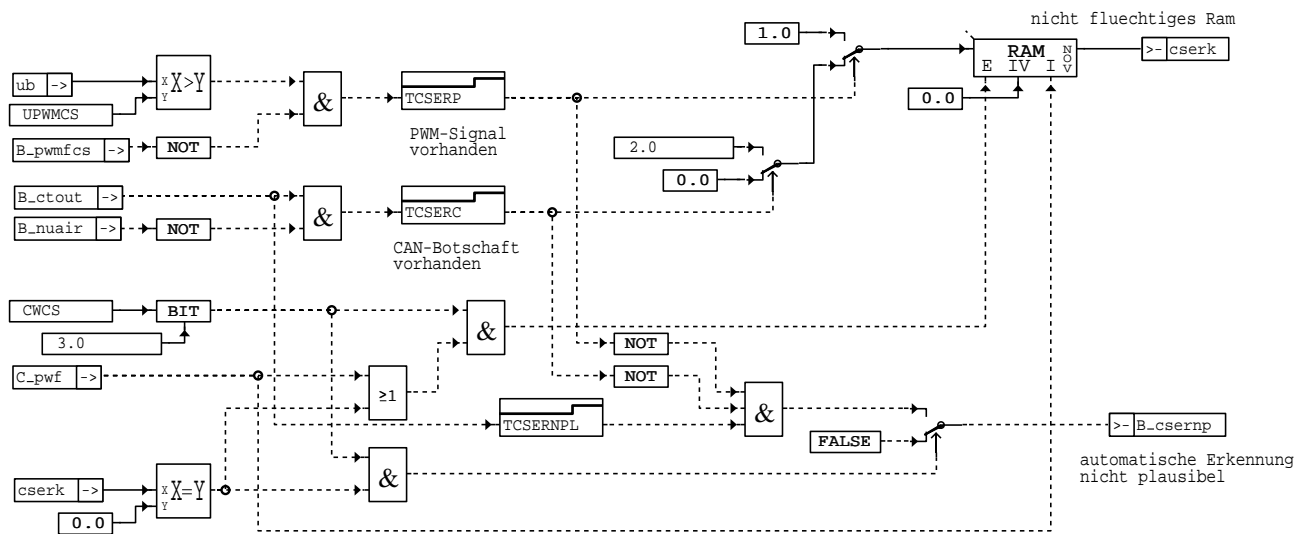 nicht fluechtiges Ram
1.0
RAM
E IV I
NOV
>- cserk
ub ->
X
Y
X>Y
&
TCSERP
0.0
UPWMCS
B_pwmfcs ->
NOT
PWM-Signal
vorhanden
2.0
0.0
B_ctout ->
&
TCSERC
B_nuair ->
NOT
CAN-Botschaft
vorhanden
CWCS
BIT
&
3.0
NOT
C_pwf ->
NOT
≥1
&
TCSERNPL
>- B_csernp
FALSE
automatische Erkennung
nicht plausibel
&
cserk ->
X
Y
X=Y
0.0